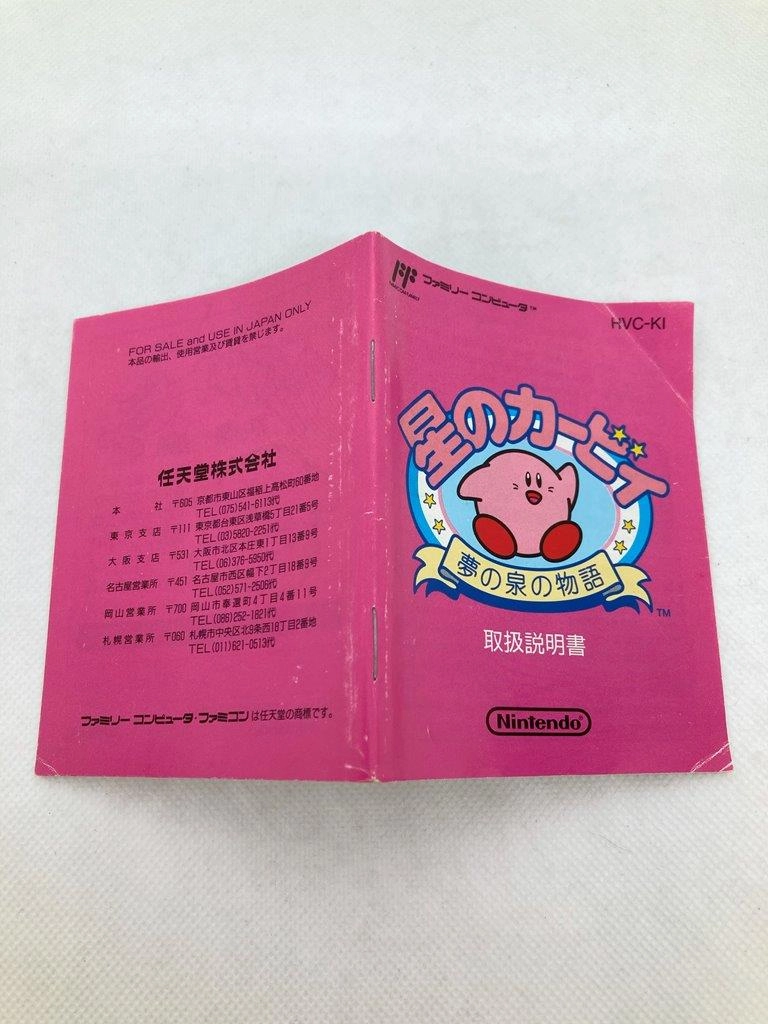 FOR SALE and USE IN JAPAN ONLY
本品の輸出、使用営業及び賃貸を禁じます。
任天堂株式会社
本 社 〒605 京都市東山区福稲上高松町60番地
TEL(075)541-6113代
東京支店 〒111 東京都台東区浅草橋5丁目21番5号
TEL(03)5820-2251代
大阪支店 〒531 大阪市北区本庄東1丁目13番9号
TEL(06)376-5950代
名古屋営業所 〒451 名古屋市西区幅下2丁目18番9号
TEL(052)571-2506代
岡山営業所 〒700 岡山市奉還町4丁目4番11号
TEL(086)252-1821代
札幌営業所 〒060 札幌市中央区北9条西18丁目2番地
TEL(011)621-0513代
ファミリー コンピュータ・ファミコン は任天堂の商標です。
ファミリー コンピュータ™
HVC-KI
星のカービィ
夢の泉の物語
TM
取扱説明書
Nintendo®